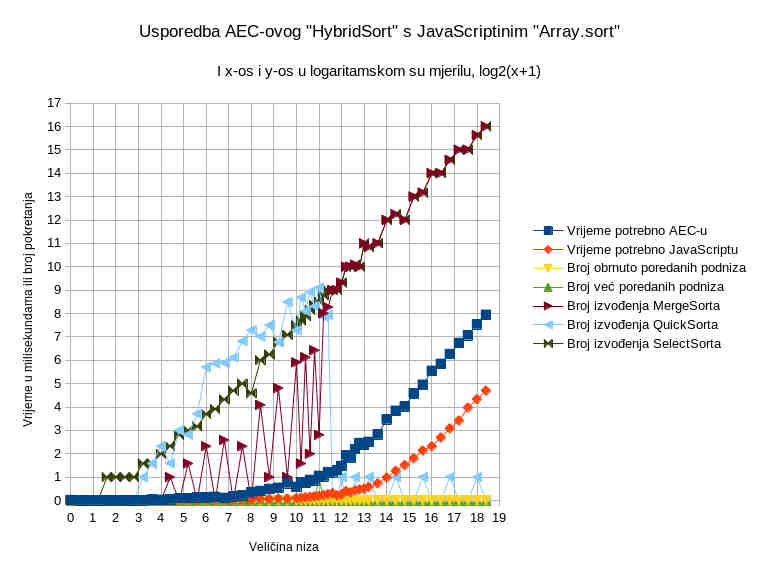 Usporedba AEC-ovog "HybridSort" s JavaScriptinim "Array.sort"
I x-os i y-os u logaritamskom su mjerilu, log2(x+1)
17
16
15
14
13
12
11
10
9
8
7
6
5
4
3
2
1
0
Vrijeme u milisekundama ili broj pokretanja
0 1 2 3 4 5 6 7 8 9 10 11 12 13 14 15 16 17 18 19
Veličina niza
Vrijeme potrebno AEC-u
Vrijeme potrebno JavaScriptu
Broj obrnuto poredanih podniza
Broj već poredanih podniza
Broj izvođenja MergeSorta
Broj izvođenja QuickSorta
Broj izvođenja SelectSorta